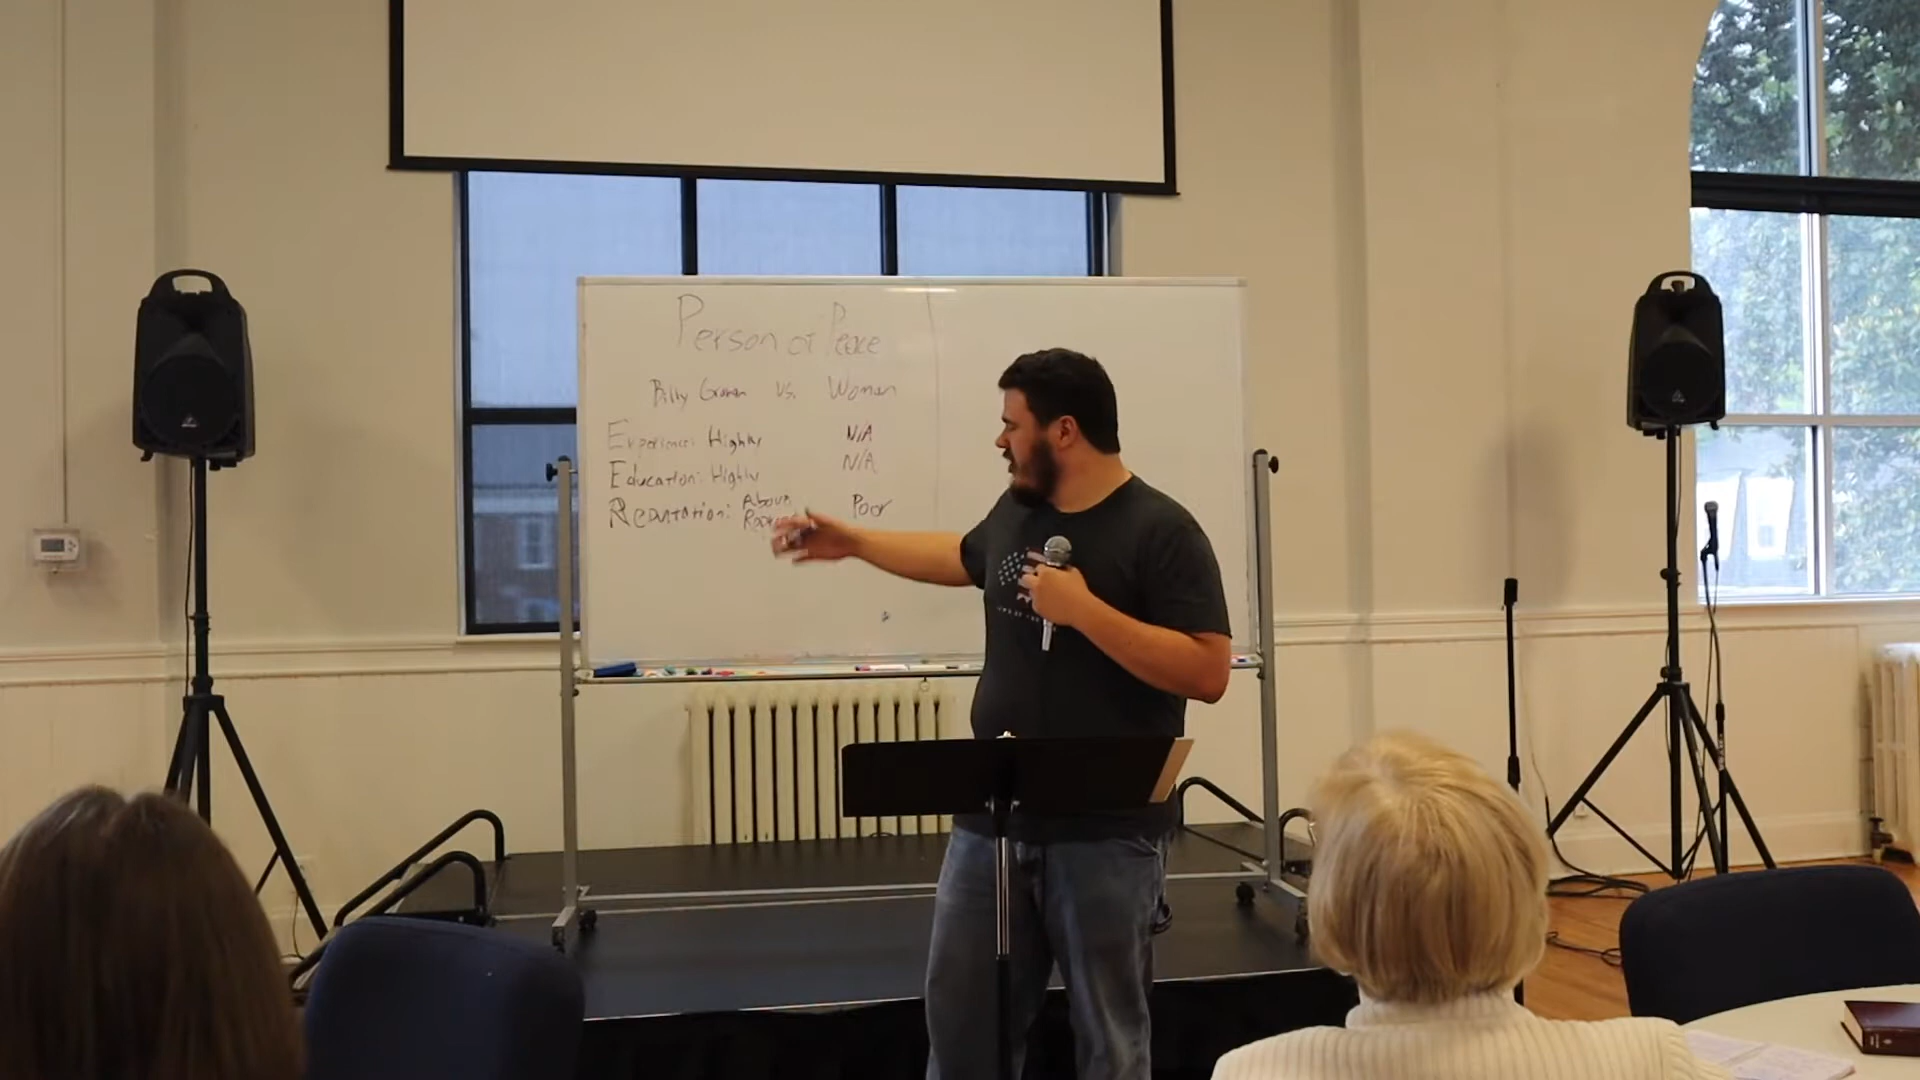 Person of Peace
Billy Graham vs. Woman
Experience: Highly N/A
Education: Highly N/A
Reputation: Above Poor